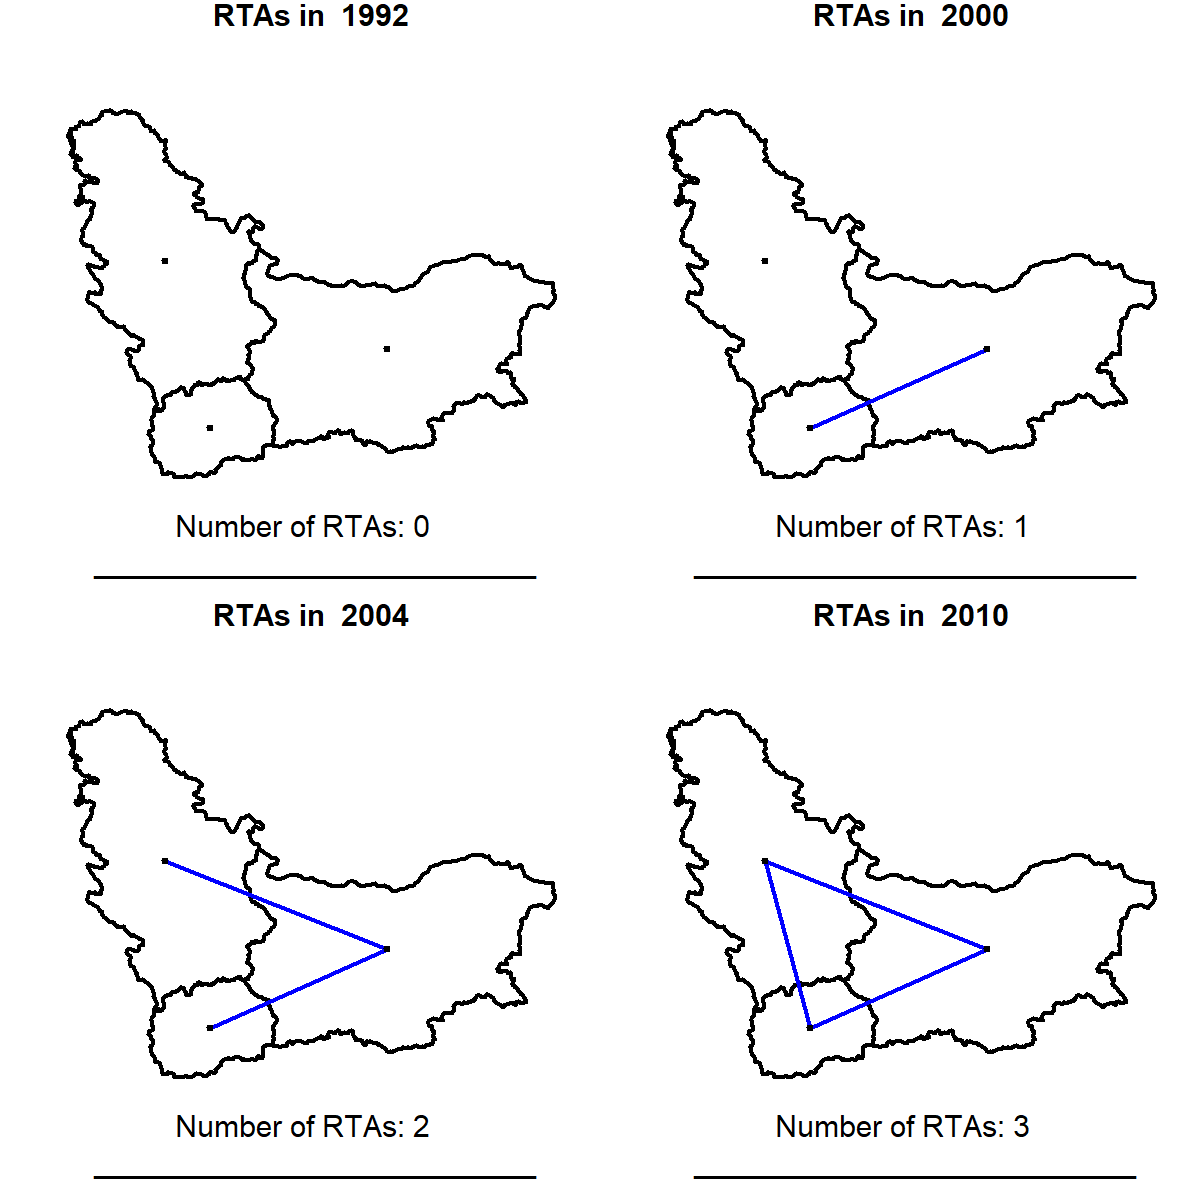 RTAs in  1992
RTAs in  2000
Number of RTAs: 0
Number of RTAs: 1
RTAs in  2004
RTAs in  2010
Number of RTAs: 2
Number of RTAs: 3